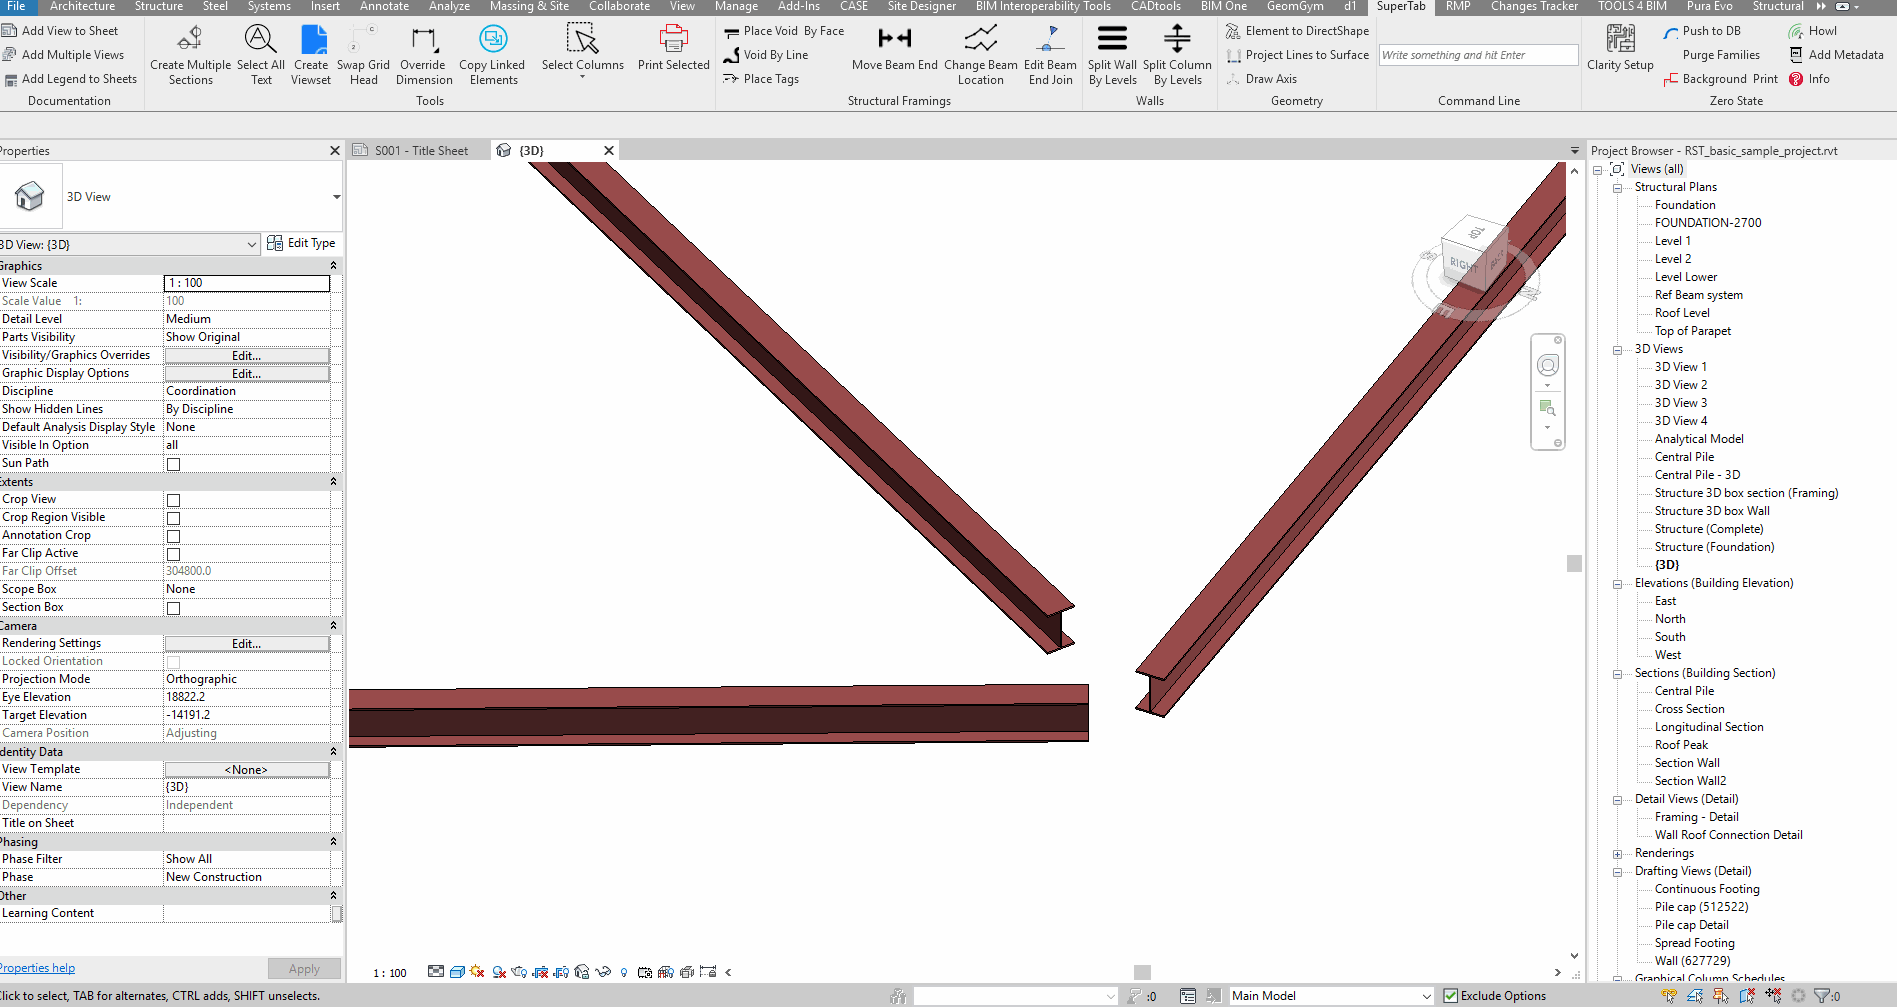 File Architecture Structure Steel Systems Insert Annotate Analyze Massing & Site Collaborate View Manage Add-Ins CASE Site Designer BIM Interoperability Tools CADtools BIM One GeomGym d1 SuperTab RMP Changes Tracker TOOLS 4 BIM Pura Evo Structural
Add View to Sheet
Add Multiple Views
Add Legend to Sheets
Documentation
Create Multiple
Sections
Select All
Text
Create
Viewset
Swap Grid
Head
Override
Dimension
Copy Linked
Elements
Tools
Select Columns
Print Selected
Place Void By Face
Void By Line
Place Tags
Move Beam End
Change Beam
Location
Edit Beam
End Join
Structural Framings
Split Wall
By Levels
Split Column
By Levels
Walls
Element to DirectShape
Project Lines to Surface
Draw Axis
Geometry
Write something and hit Enter
Command Line
Clarity Setup
Push to DB
Purge Families
Background Print
Howl
Add Metadata
Info
Zero State
Properties
3D View
3D View: {3D}
Edit Type
Graphics
View Scale 1 : 100
Scale Value 1: 100
Detail Level Medium
Parts Visibility Show Original
Visibility/Graphics Overrides Edit...
Graphic Display Options Edit...
Discipline Coordination
Show Hidden Lines By Discipline
Default Analysis Display Style None
Visible In Option all
Sun Path
Extents
Crop View
Crop Region Visible
Annotation Crop
Far Clip Active
Far Clip Offset 304800.0
Scope Box None
Section Box
Camera
Rendering Settings Edit...
Locked Orientation
Projection Mode Orthographic
Eye Elevation 18822.2
Target Elevation -14191.2
Camera Position Adjusting
Identity Data
View Template <None>
View Name {3D}
Dependency Independent
Title on Sheet
Phasing
Phase Filter Show All
Phase New Construction
Other
Learning Content
Properties help
Apply
S001 - Title Sheet
{3D}
TOP
RIGHT
BACK
1 : 100
Project Browser - RST_basic_sample_project.rvt
Views (all)
Structural Plans
Foundation
FOUNDATION-2700
Level 1
Level 2
Level Lower
Ref Beam system
Roof Level
Top of Parapet
3D Views
3D View 1
3D View 2
3D View 3
3D View 4
Analytical Model
Central Pile
Central Pile - 3D
Structure 3D box section (Framing)
Structure 3D box Wall
Structure (Complete)
Structure (Foundation)
{3D}
Elevations (Building Elevation)
East
North
South
West
Sections (Building Section)
Central Pile
Cross Section
Longitudinal Section
Roof Peak
Section Wall
Section Wall2
Detail Views (Detail)
Framing - Detail
Wall Roof Connection Detail
Renderings
Drafting Views (Detail)
Continuous Footing
Pile cap (512522)
Pile cap Detail
Spread Footing
Wall (627729)
Graphical Column Schedules
Click to select, TAB for alternates, CTRL adds, SHIFT unselects.
:0
Main Model
Exclude Options
:0